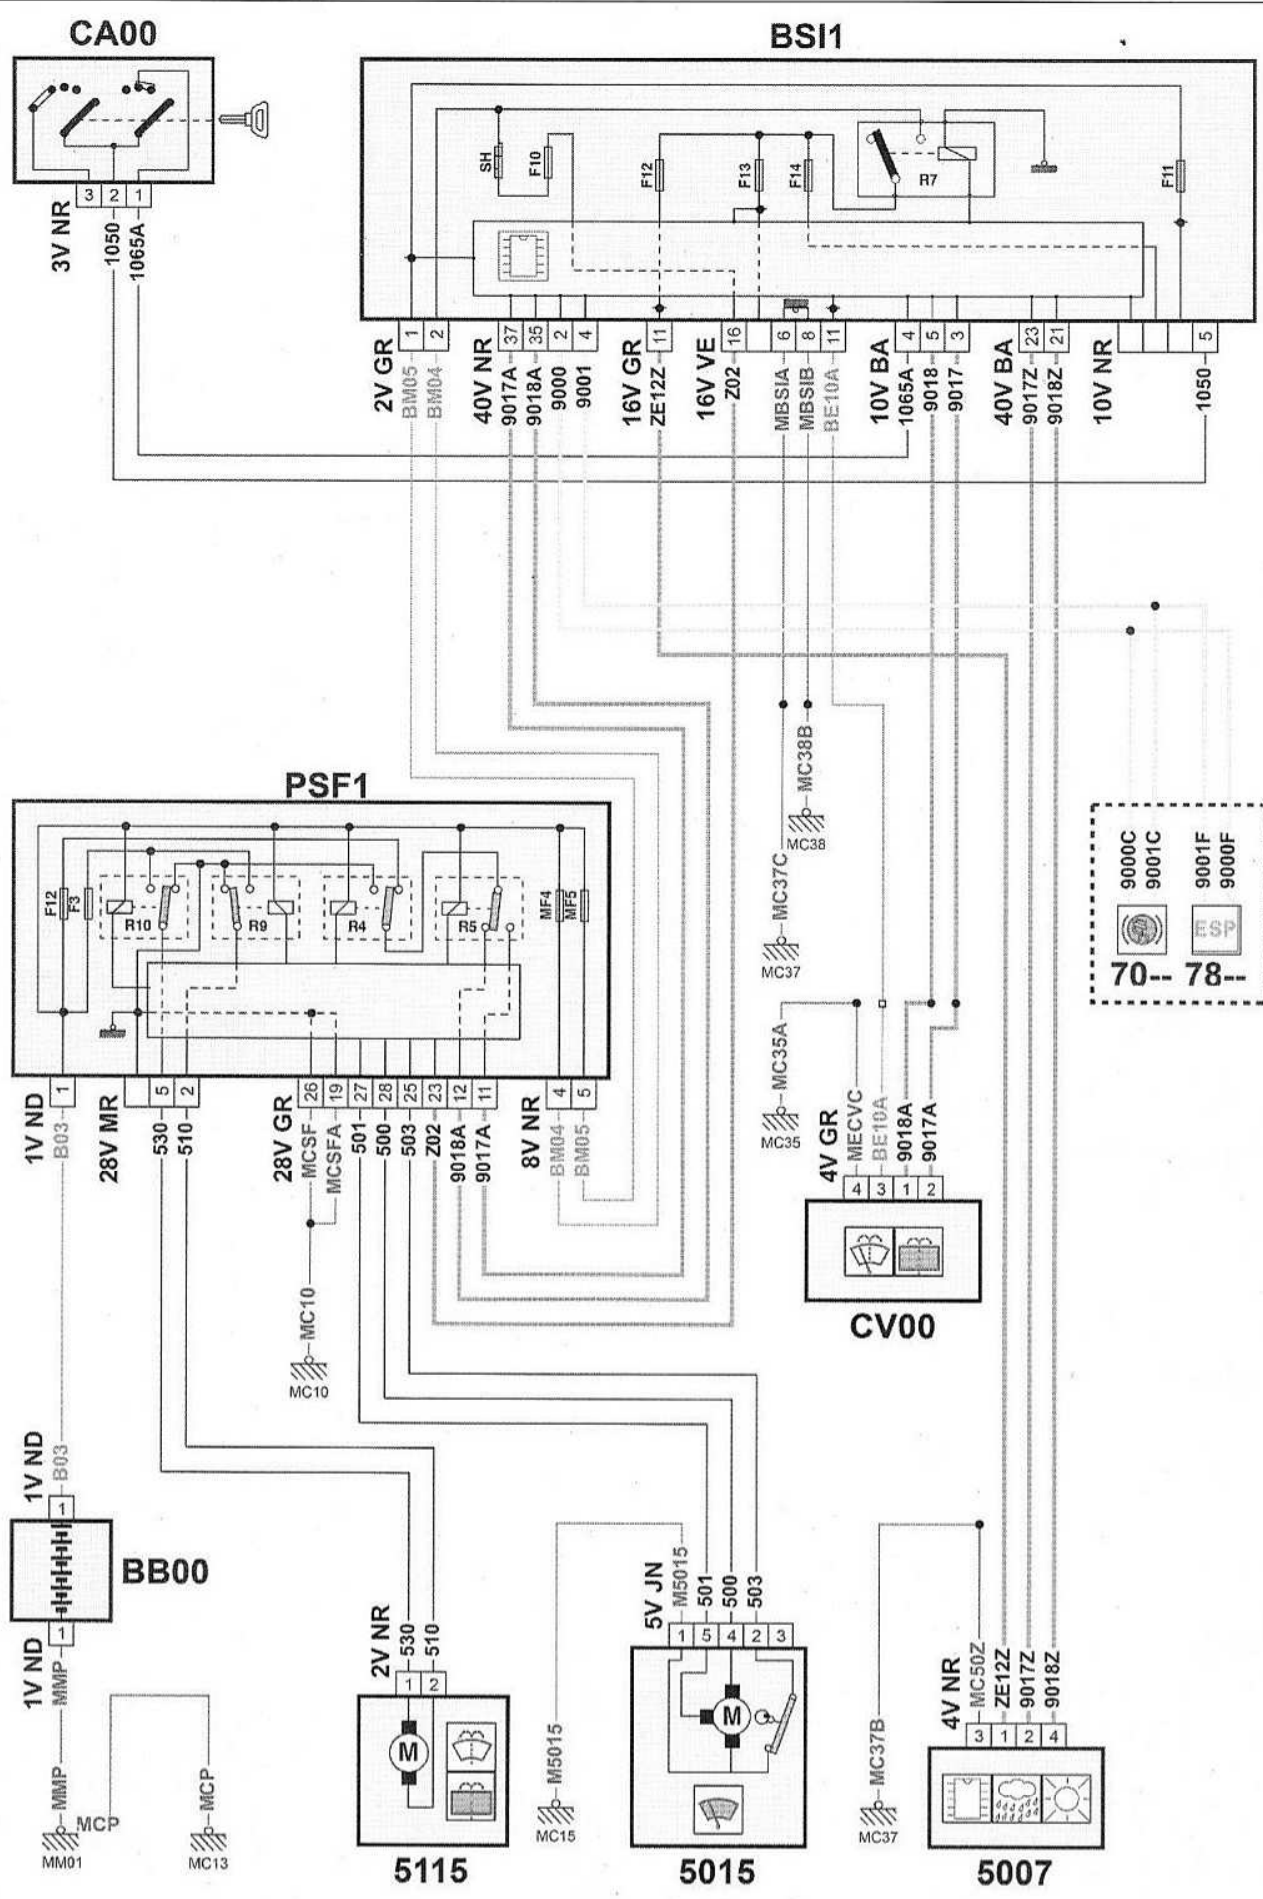 CA00
BSI1
SH
F10
F12
F13
F14
R7
F11
3 2 1
3V NR
1050
1065A
1 2 37 35 2 4 11 16 6 8 11 4 5 3 23 21 5
2V GR
BM05
BM04
40V NR
9017A
9018A
9000
9001
16V GR
ZE12Z
16V VE
Z02
MBSIA
MBSIB
BE10A
10V BA
1065A
9018
9017
40V BA
9017Z
9018Z
10V NR
1050
MC38B
MC38
MC37C
MC37
MC35A
MC35
9000C
9001C
9001F
9000F
ESP
70-- 78--
PSF1
F12
F3
R10
R9
R4
R5
MF4
MF5
1 5 2 26 19 27 28 25 23 12 11 4 5
1V ND
B03
28V MR
530
510
28V GR
MCSF
MCSFA
501
500
503
Z02
9018A
9017A
8V NR
BM04
BM05
4V GR
MECVC
BE10A
9018A
9017A
4 3 1 2
CV00
MC10
MC10
1V ND
B03
1
BB00
1
1V ND
MMP
MMP
MCP
MM01
MCP
MC13
2V NR
530
510
1 2
M
5115
5V JN
M5015
501
500
503
1 5 4 2 3
M
5015
M5015
MC15
4V NR
MC50Z
ZE12Z
9017Z
9018Z
3 1 2 4
5007
MC37B
MC37